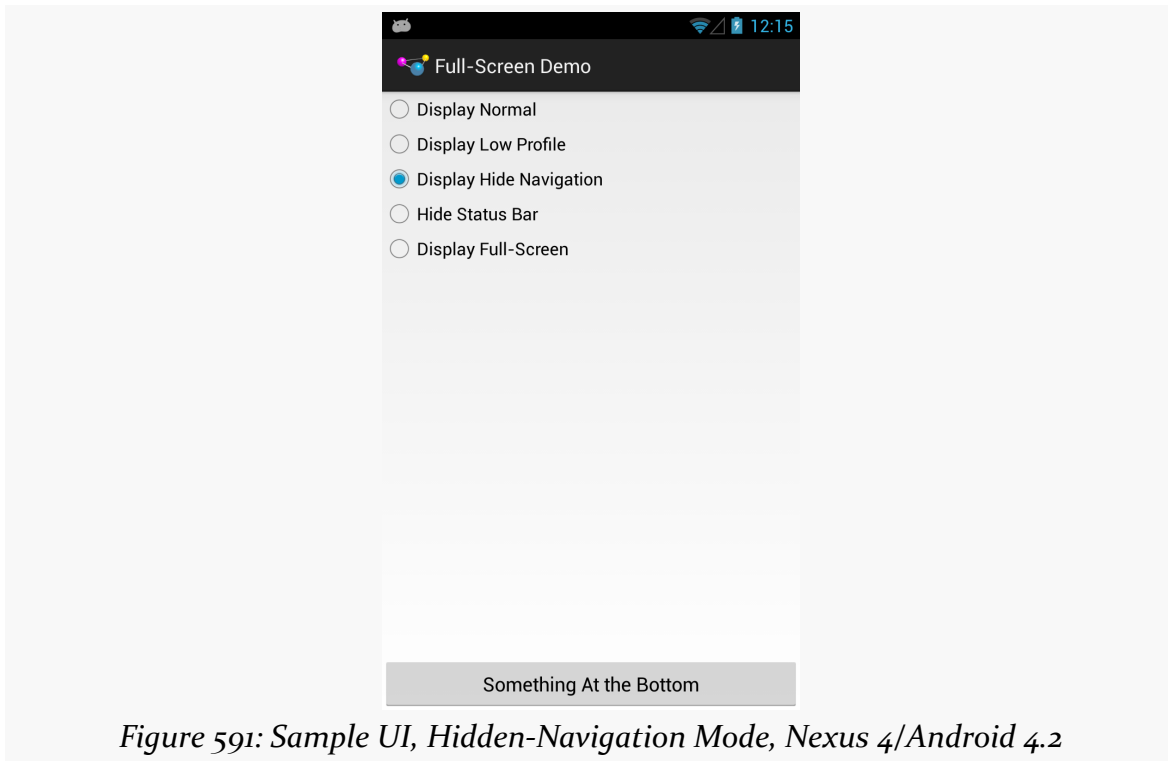 12:15
Full-Screen Demo
Display Normal
Display Low Profile
Display Hide Navigation
Hide Status Bar
Display Full-Screen
Something At the Bottom
Figure 591: Sample UI, Hidden-Navigation Mode, Nexus 4/Android 4.2